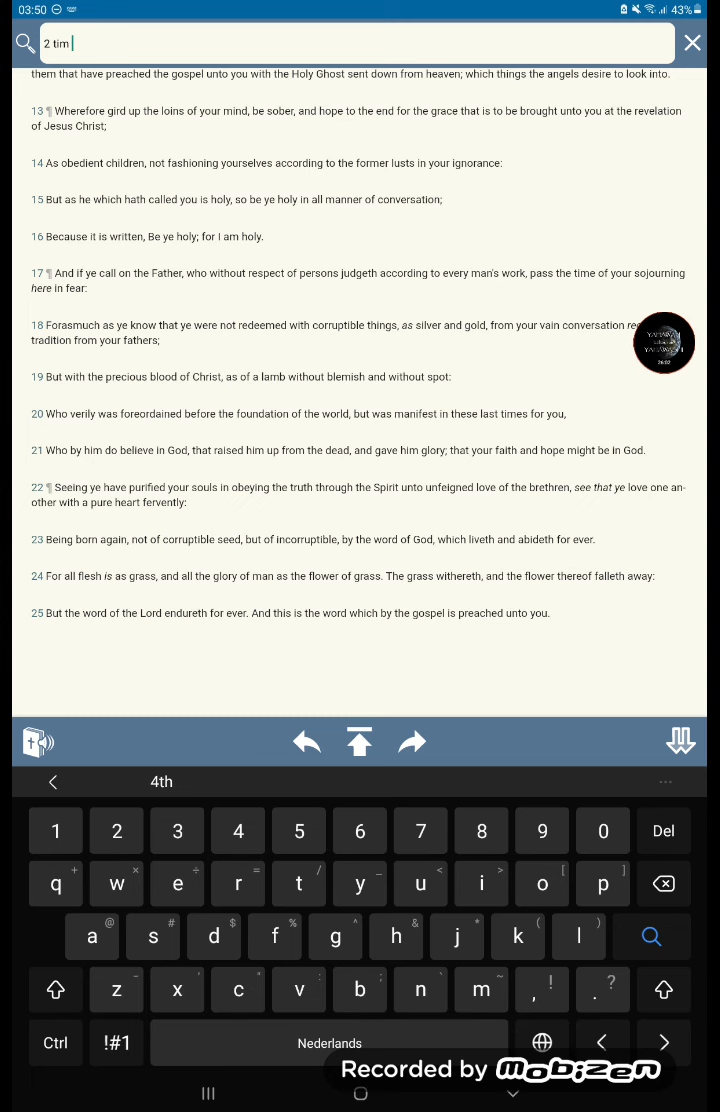 03:50 43%
2 tim
them that have preached the gospel unto you with the Holy Ghost sent down from heaven; which things the angels desire to look into.
13 ¶ Wherefore gird up the loins of your mind, be sober, and hope to the end for the grace that is to be brought unto you at the revelation
of Jesus Christ;
14 As obedient children, not fashioning yourselves according to the former lusts in your ignorance:
15 But as he which hath called you is holy, so be ye holy in all manner of conversation;
16 Because it is written, Be ye holy; for I am holy.
17 ¶ And if ye call on the Father, who without respect of persons judgeth according to every man's work, pass the time of your sojourning
here in fear:
18 Forasmuch as ye know that ye were not redeemed with corruptible things, as silver and gold, from your vain conversation
tradition from your fathers;
19 But with the precious blood of Christ, as of a lamb without blemish and without spot:
20 Who verily was foreordained before the foundation of the world, but was manifest in these last times for you,
21 Who by him do believe in God, that raised him up from the dead, and gave him glory; that your faith and hope might be in God.
22 ¶ Seeing ye have purified your souls in obeying the truth through the Spirit unto unfeigned love of the brethren, see that ye love one an-
other with a pure heart fervently:
23 Being born again, not of corruptible seed, but of incorruptible, by the word of God, which liveth and abideth for ever.
24 For all flesh is as grass, and all the glory of man as the flower of grass. The grass withereth, and the flower thereof falleth away:
25 But the word of the Lord endureth for ever. And this is the word which by the gospel is preached unto you.
26:02
4th ...
1 2 3 4 5 6 7 8 9 0 Del
+ × ÷ = / _ < > [ ]
q w e r t y u i o p
@ # $ % ^ & * ( )
a s d f g h j k l
- ' " : ; ` ~ ! ?
z x c v b n m , .
Ctrl !#1 Nederlands < >
Recorded by mobizen